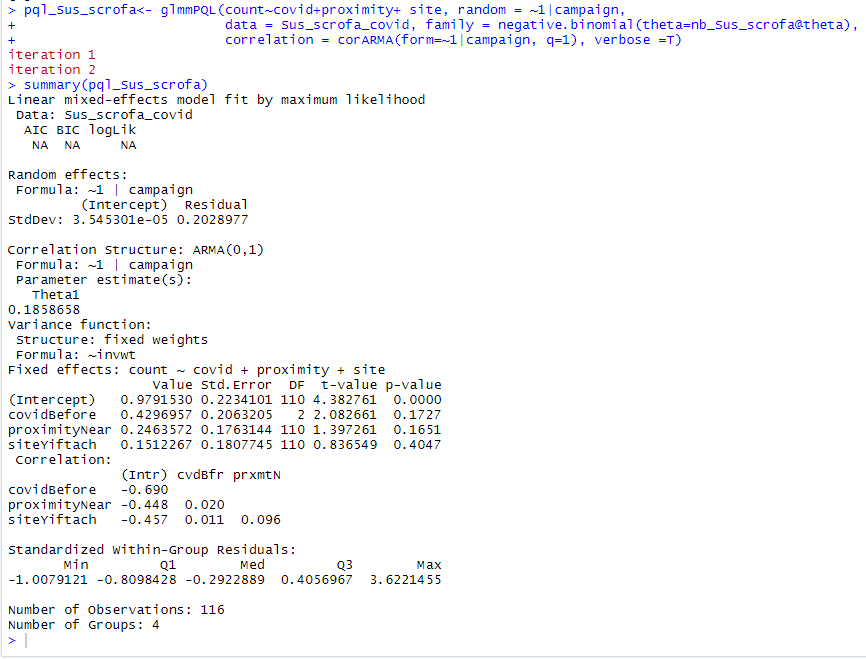 > pql_Sus_scrofa<- glmmPQL(count~covid+proximity+ site, random = ~1|campaign,
+                          data = Sus_scrofa_covid, family = negative.binomial(theta=nb_Sus_scrofa@theta),
+                          correlation = corARMA(form=~1|campaign, q=1), verbose =T)
iteration 1
iteration 2
> summary(pql_Sus_scrofa)
Linear mixed-effects model fit by maximum likelihood
 Data: Sus_scrofa_covid
  AIC BIC logLik
   NA  NA     NA
Random effects:
 Formula: ~1 | campaign
         (Intercept)  Residual
StdDev: 3.545301e-05 0.2028977
Correlation Structure: ARMA(0,1)
 Formula: ~1 | campaign
 Parameter estimate(s):
   Theta1
0.1858658
Variance function:
 Structure: fixed weights
 Formula: ~invwt
Fixed effects: count ~ covid + proximity + site
                  Value Std.Error  DF  t-value p-value
(Intercept)   0.9791530 0.2234101 110 4.382761  0.0000
covidBefore   0.4296957 0.2063205   2 2.082661  0.1727
proximityNear 0.2463572 0.1763144 110 1.397261  0.1651
siteYiftach   0.1512267 0.1807745 110 0.836549  0.4047
 Correlation:
              (Intr) cvdBfr prxmtN
covidBefore   -0.690
proximityNear -0.448  0.020
siteYiftach   -0.457  0.011  0.096
Standardized Within-Group Residuals:
       Min         Q1        Med         Q3        Max
-1.0079121 -0.8098428 -0.2922889  0.4056967  3.6221455
Number of Observations: 116
Number of Groups: 4
>